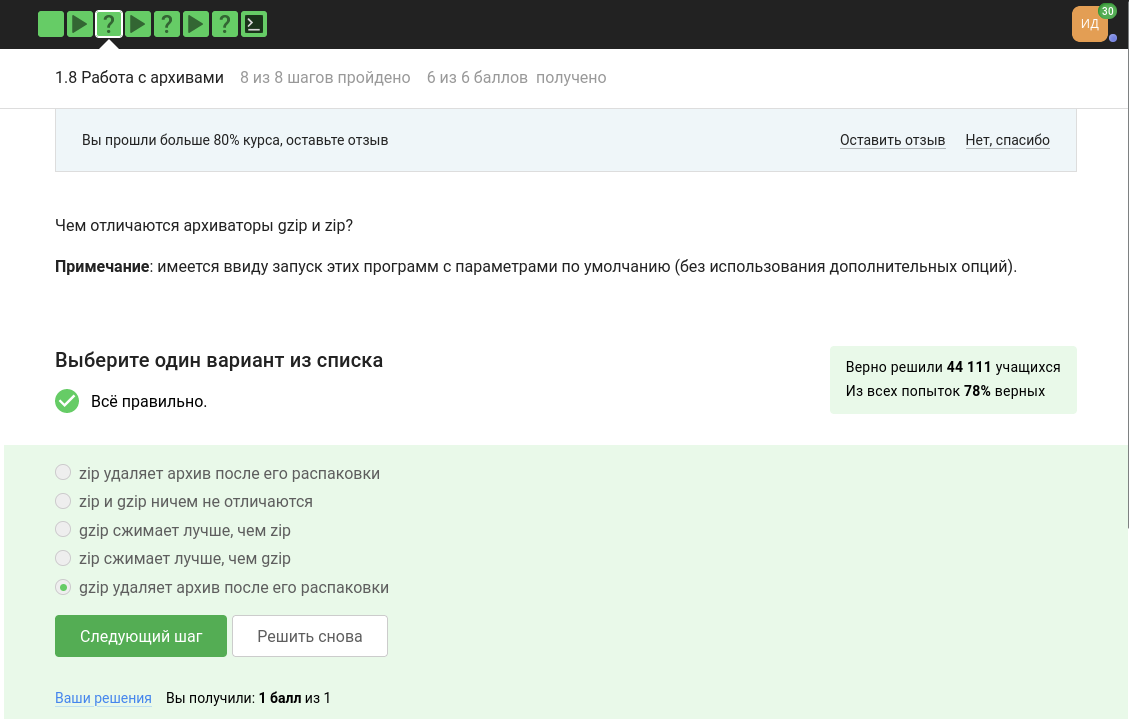 ? ? ?
ИД
30
1.8 Работа с архивами 8 из 8 шагов пройдено 6 из 6 баллов получено
Вы прошли больше 80% курса, оставьте отзыв Оставить отзыв Нет, спасибо
Чем отличаются архиваторы gzip и zip?
Примечание: имеется ввиду запуск этих программ с параметрами по умолчанию (без использования дополнительных опций).
Выберите один вариант из списка
Всё правильно.
Верно решили 44 111 учащихся
Из всех попыток 78% верных
zip удаляет архив после его распаковки
zip и gzip ничем не отличаются
gzip сжимает лучше, чем zip
zip сжимает лучше, чем gzip
gzip удаляет архив после его распаковки
Следующий шаг Решить снова
Ваши решения Вы получили: 1 балл из 1